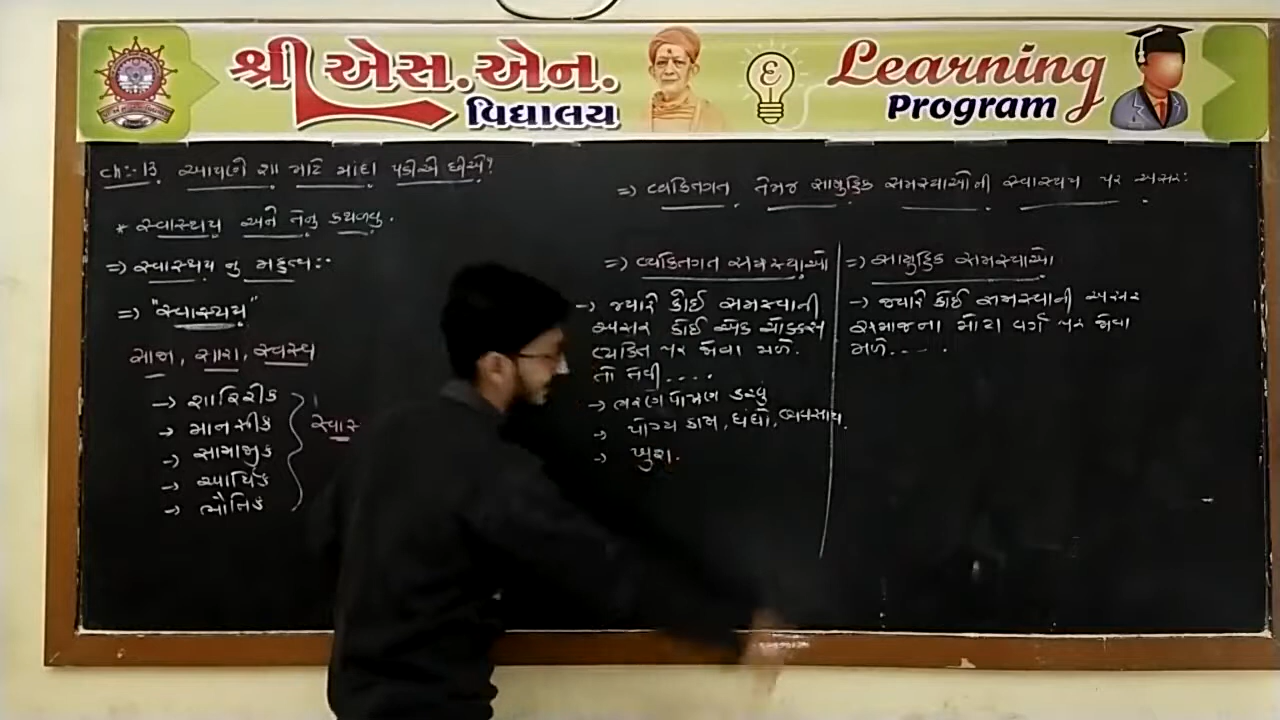 શ્રી એસ.એન.
વિદ્યાલય
Learning
Program
ch:- 13 આપણે શા માટે માંદા પડીએ છીએ?
* સ્વાસ્થ્ય અને તેનુ કથળવુ.
=> સ્વાસ્થ્ય નુ મહત્વ :-
=> "સ્વાસ્થ્ય"
સાજા, સારા, સ્વસ્થ
-> શારિરીક
-> માનસીક
-> સામાજીક
-> આર્થિક
-> ભૌતિક
=> વ્યક્તિગત તેમજ સામુહિક સમસ્યાઓની સ્વાસ્થ્ય પર અસર:
=> વ્યક્તિગત સમસ્યાઓ
-> જ્યારે કોઈ સમસ્યાની
અસર કોઈ એક ચોક્કસ
વ્યક્તિ પર જોવા મળે.
તો તેવી....
-> ભરણપોષણ કરવું
-> યોગ્ય કામ, ધંધો, વ્યવસાય.
-> ખુશ.
=> સામુહિક સમસ્યાઓ
-> જ્યારે કોઈ સમસ્યાની અસર
સમાજના મોટા વર્ગ પર જોવા
મળે....